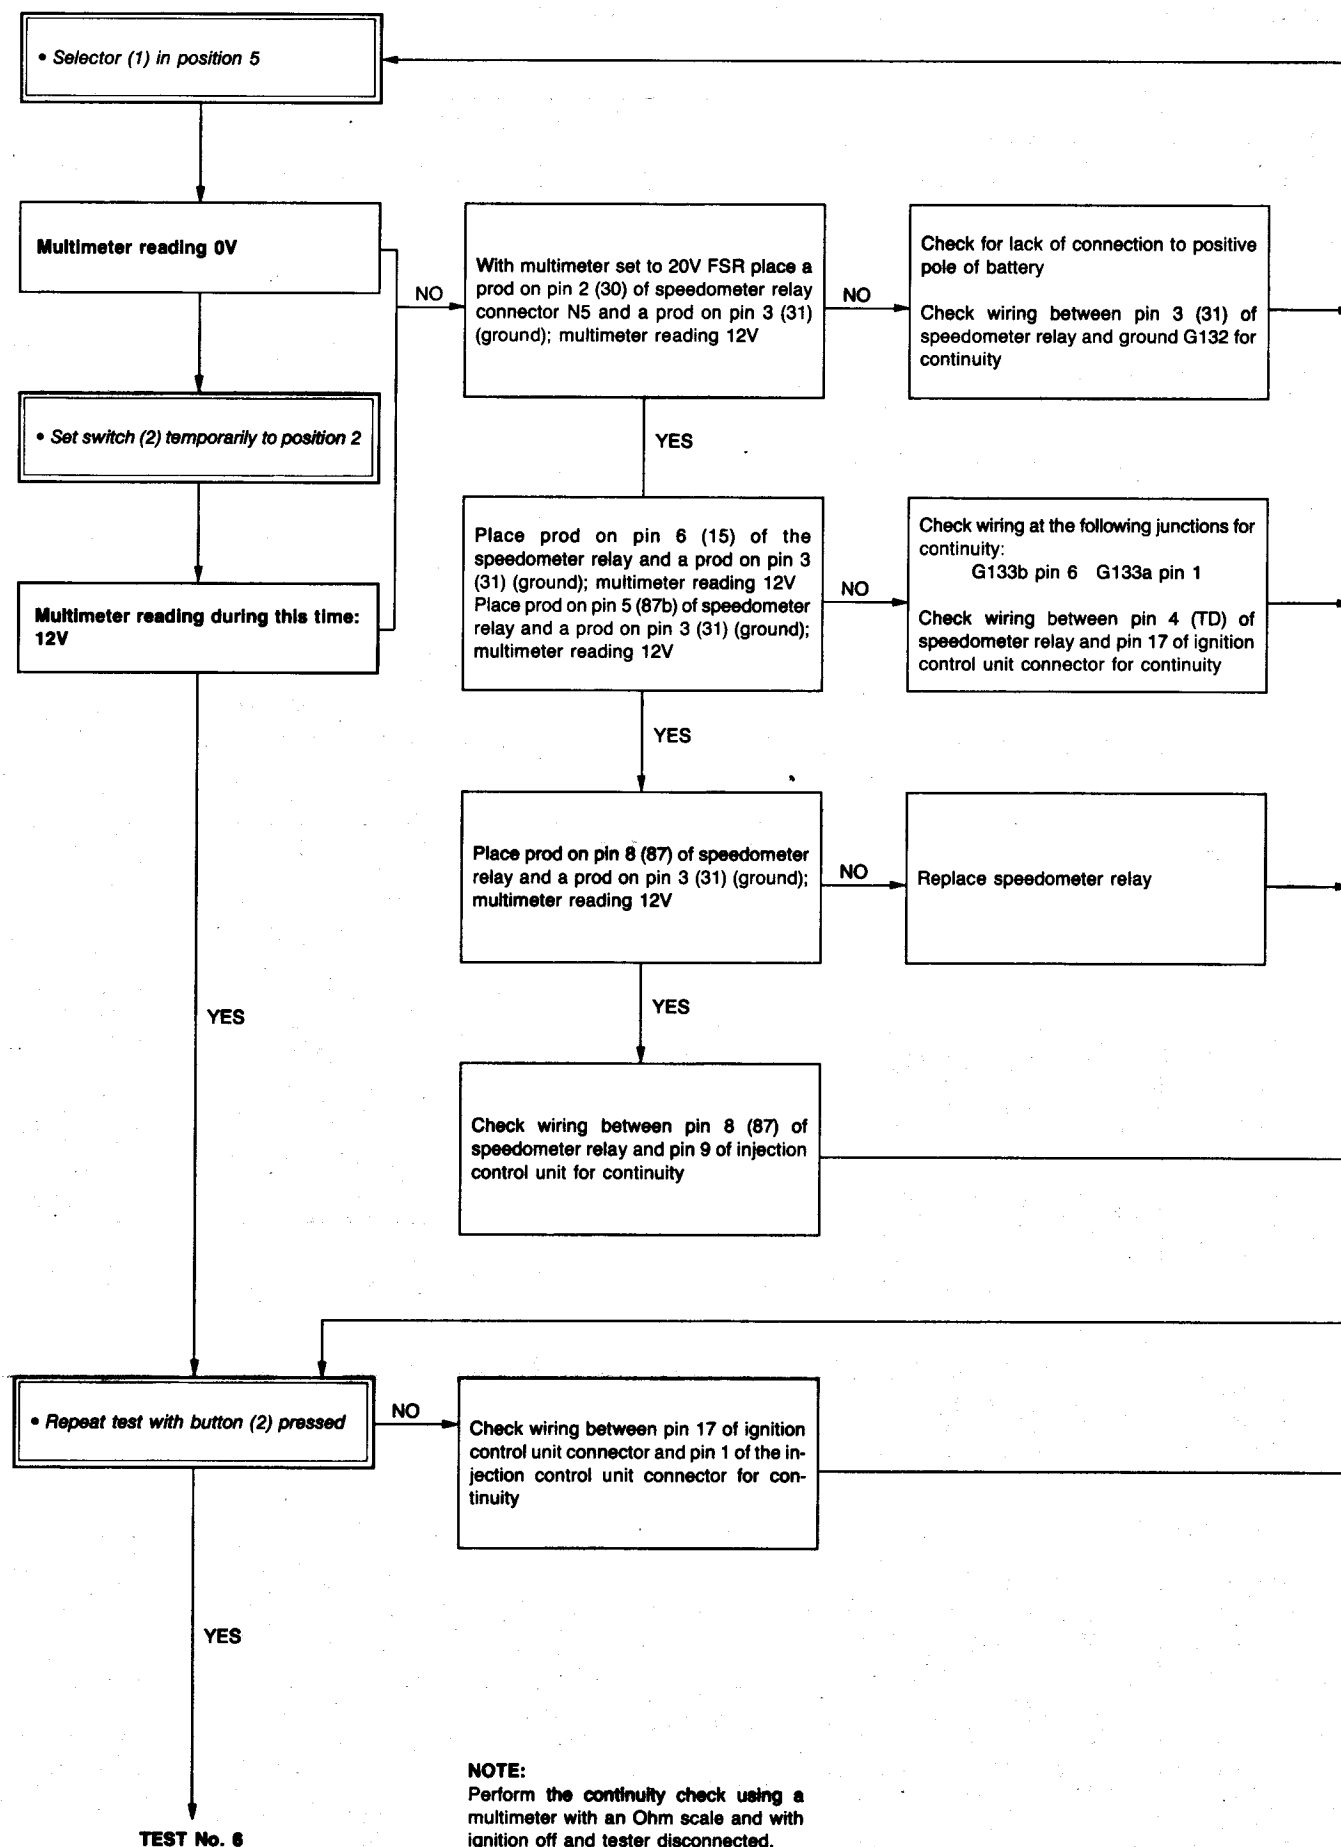 • Selector (1) in position 5
Multimeter reading 0V
• Set switch (2) temporarily to position 2
Multimeter reading during this time:
12V
NO
With multimeter set to 20V FSR place a
prod on pin 2 (30) of speedometer relay
connector N5 and a prod on pin 3 (31)
(ground); multimeter reading 12V
NO
Check for lack of connection to positive
pole of battery
Check wiring between pin 3 (31) of
speedometer relay and ground G132 for
continuity
YES
Place prod on pin 6 (15) of the
speedometer relay and a prod on pin 3
(31) (ground); multimeter reading 12V
Place prod on pin 5 (87b) of speedometer
relay and a prod on pin 3 (31) (ground);
multimeter reading 12V
NO
Check wiring at the following junctions for
continuity:
G133b pin 6 G133a pin 1
Check wiring between pin 4 (TD) of
speedometer relay and pin 17 of ignition
control unit connector for continuity
YES
Place prod on pin 8 (87) of speedometer
relay and a prod on pin 3 (31) (ground);
multimeter reading 12V
NO
Replace speedometer relay
YES
YES
Check wiring between pin 8 (87) of
speedometer relay and pin 9 of injection
control unit for continuity
• Repeat test with button (2) pressed
NO
Check wiring between pin 17 of ignition
control unit connector and pin 1 of the in-
jection control unit connector for con-
tinuity
YES
TEST No. 6
NOTE:
Perform the continuity check using a
multimeter with an Ohm scale and with
ignition off and tester disconnected.